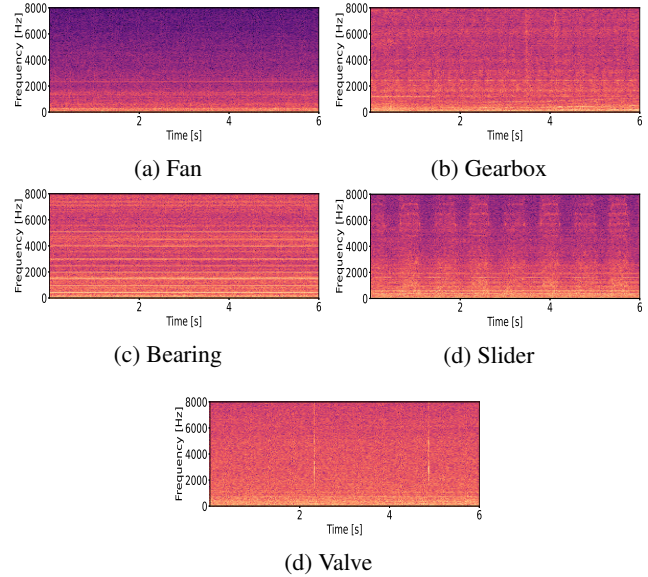 Frequency [Hz]
8000
6000
4000
2000
0
2
4
6
Time [s]
(a) Fan
Frequency [Hz]
8000
6000
4000
2000
0
2
4
6
Time [s]
(b) Gearbox
Frequency [Hz]
8000
6000
4000
2000
0
2
4
6
Time [s]
(c) Bearing
Frequency [Hz]
8000
6000
4000
2000
0
2
4
6
Time [s]
(d) Slider
Frequency [Hz]
8000
6000
4000
2000
0
2
4
6
Time [s]
(d) Valve